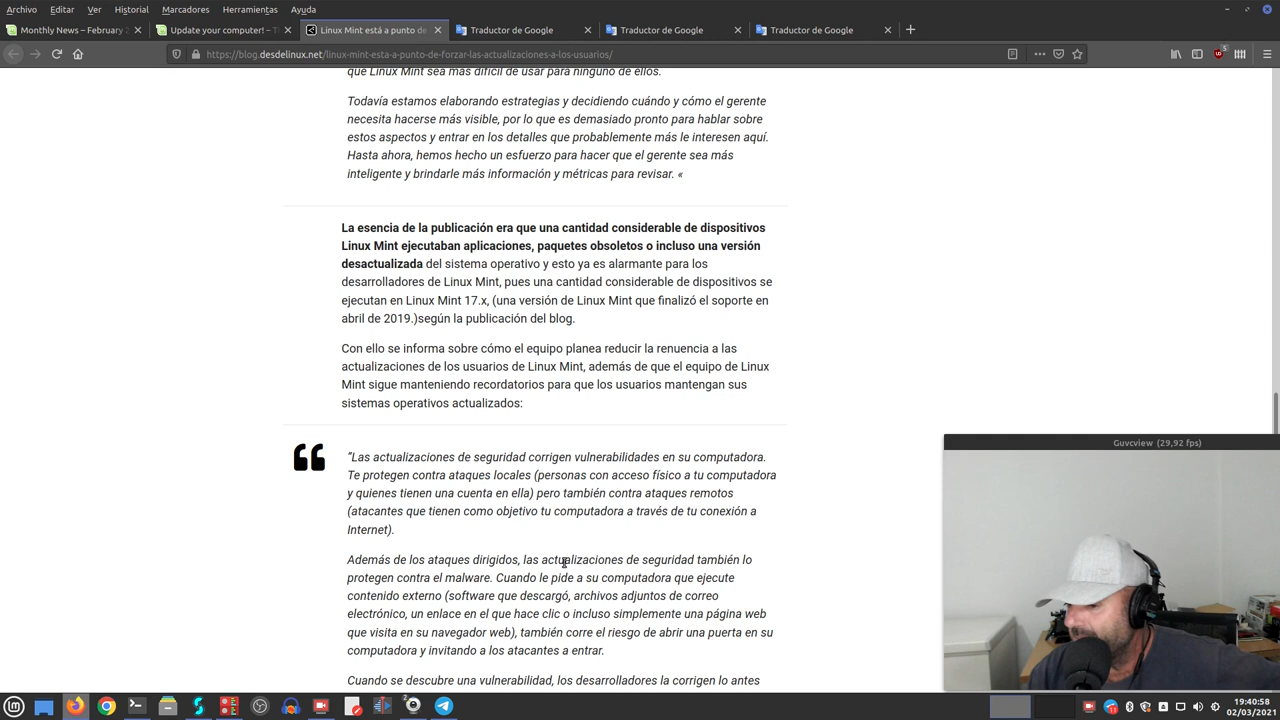 Archivo Editar Ver Historial Marcadores Herramientas Ayuda
Monthly News – February 2
Update your computer! – T
Linux Mint está a punto de
Traductor de Google
Traductor de Google
Traductor de Google
https://blog.desdelinux.net/linux-mint-esta-a-punto-de-forzar-las-actualizaciones-a-los-usuarios/
que Linux Mint sea más difícil de usar para ninguno de ellos.
Todavía estamos elaborando estrategias y decidiendo cuándo y cómo el gerente
necesita hacerse más visible, por lo que es demasiado pronto para hablar sobre
estos aspectos y entrar en los detalles que probablemente más le interesen aquí.
Hasta ahora, hemos hecho un esfuerzo para hacer que el gerente sea más
inteligente y brindarle más información y métricas para revisar. «
La esencia de la publicación era que una cantidad considerable de dispositivos
Linux Mint ejecutaban aplicaciones, paquetes obsoletos o incluso una versión
desactualizada del sistema operativo y esto ya es alarmante para los
desarrolladores de Linux Mint, pues una cantidad considerable de dispositivos se
ejecutan en Linux Mint 17.x, (una versión de Linux Mint que finalizó el soporte en
abril de 2019.)según la publicación del blog.
Con ello se informa sobre cómo el equipo planea reducir la renuencia a las
actualizaciones de los usuarios de Linux Mint, además de que el equipo de Linux
Mint sigue manteniendo recordatorios para que los usuarios mantengan sus
sistemas operativos actualizados:
“Las actualizaciones de seguridad corrigen vulnerabilidades en su computadora.
Te protegen contra ataques locales (personas con acceso físico a tu computadora
y quienes tienen una cuenta en ella) pero también contra ataques remotos
(atacantes que tienen como objetivo tu computadora a través de tu conexión a
Internet).
Además de los ataques dirigidos, las actualizaciones de seguridad también lo
protegen contra el malware. Cuando le pide a su computadora que ejecute
contenido externo (software que descargó, archivos adjuntos de correo
electrónico, un enlace en el que hace clic o incluso simplemente una página web
que visita en su navegador web), también corre el riesgo de abrir una puerta en su
computadora y invitando a los atacantes a entrar.
Cuando se descubre una vulnerabilidad, los desarrolladores la corrigen lo antes
Guvcview (29,92 fps)
19:40:58
02/03/2021